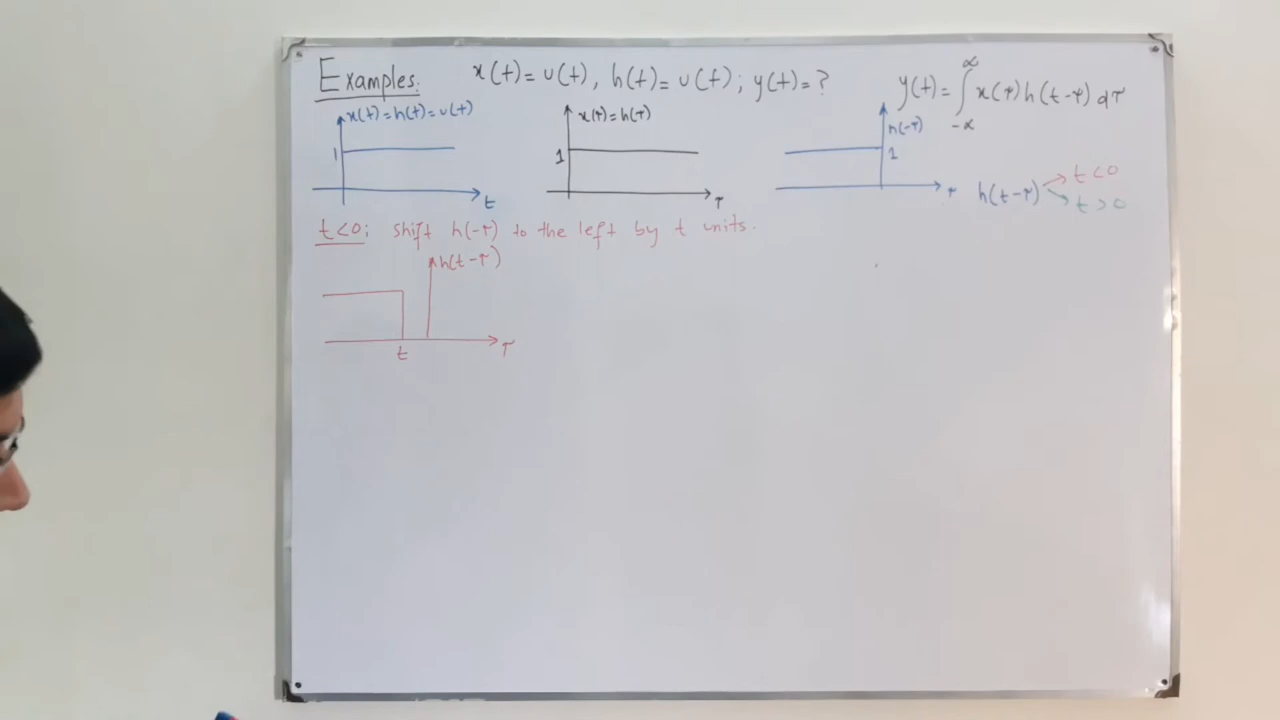 Examples: x(t) = u(t), h(t) = u(t); y(t) = ? y(t) = ∫_{-∞}^{∞} x(τ) h(t-τ) dτ
x(t) = h(t) = u(t)
1
t
x(τ) = h(τ)
1
τ
h(-τ)
1
τ
h(t-τ)
t<0
t>0
t<0: shift h(-τ) to the left by t units.
h(t-τ)
t
τ